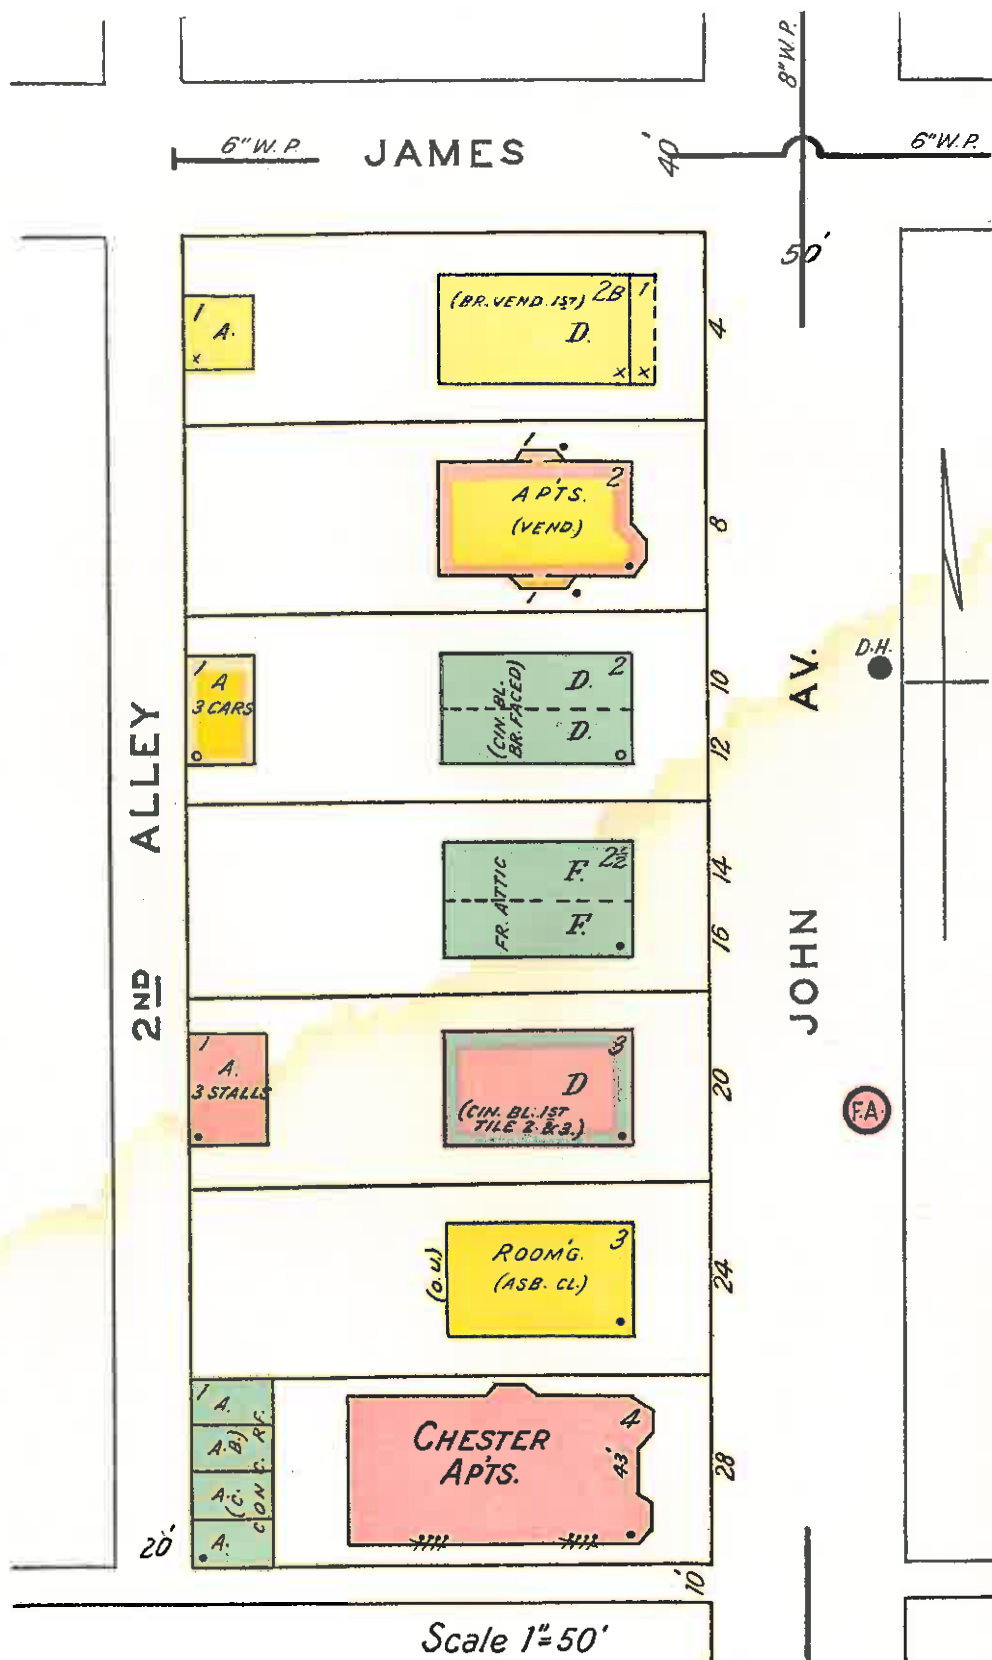 8" W.P.
6" W.P.
JAMES
40'
6" W.P.
50'
1
A.
x
(BR. VEND. 1ST) 2B 1
D.
x x
4
1
2
APTS.
(VEND.)
1
8
1
A
3 CARS
2
D.
D.
(CIN. BL.
BR. FACED)
10
12
D.H.
AV.
JOHN
2ND ALLEY
2½
F.
F.
FR. ATTIC
14
16
1
A.
3 STALLS
3
D
(CIN. BL. 1ST
TILE 2. & 3.)
20
F.A.
3
ROOM'G.
(ASB. CL.)
(O.U.)
24
1
A.
A.
A.
A.
(C.B.)
CONC. RF.
4
CHESTER
APTS.
43'
28
20'
10'
Scale 1"=50'